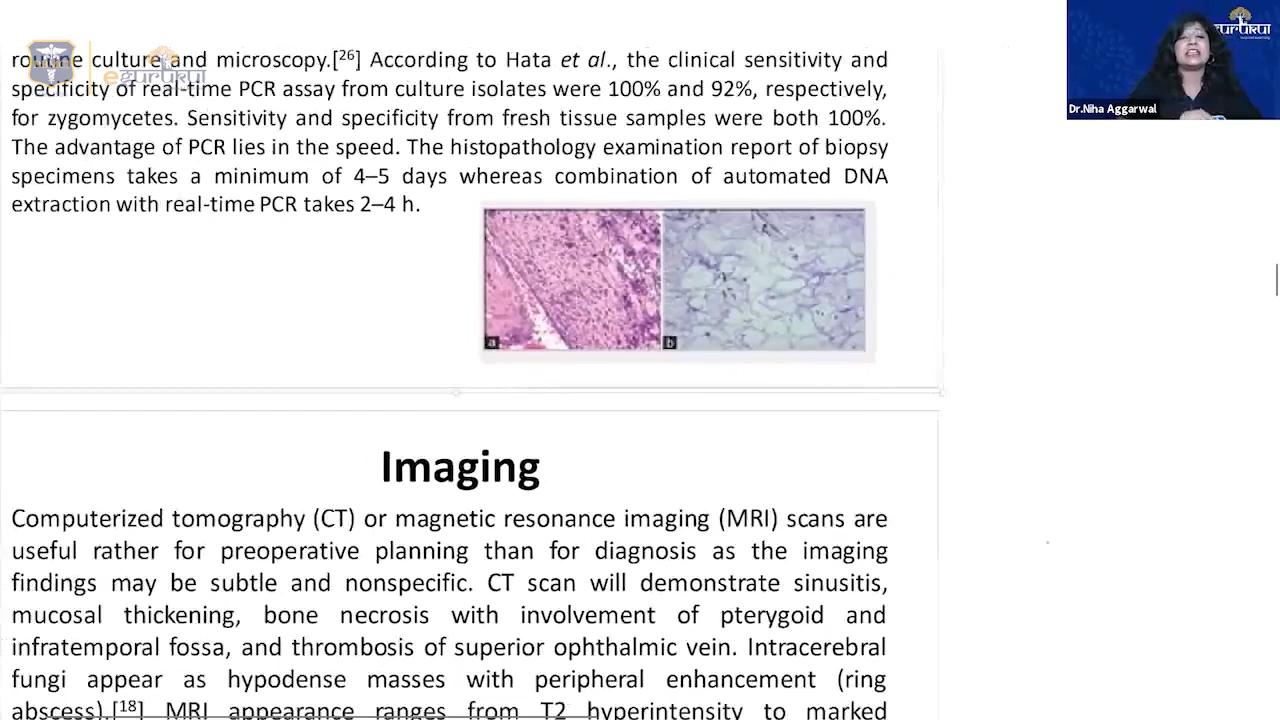 routine culture and microscopy.[26] According to Hata et al., the clinical sensitivity and
specificity of real-time PCR assay from culture isolates were 100% and 92%, respectively,
for zygomycetes. Sensitivity and specificity from fresh tissue samples were both 100%.
The advantage of PCR lies in the speed. The histopathology examination report of biopsy
specimens takes a minimum of 4–5 days whereas combination of automated DNA
extraction with real-time PCR takes 2–4 h.
a
b
Imaging
Computerized tomography (CT) or magnetic resonance imaging (MRI) scans are
useful rather for preoperative planning than for diagnosis as the imaging
findings may be subtle and nonspecific. CT scan will demonstrate sinusitis,
mucosal thickening, bone necrosis with involvement of pterygoid and
infratemporal fossa, and thrombosis of superior ophthalmic vein. Intracerebral
fungi appear as hypodense masses with peripheral enhancement (ring
abscess).[18] MRI appearance ranges from T2 hyperintensity to marked
eGurukul
Gurukul
Dr.Niha Aggarwal